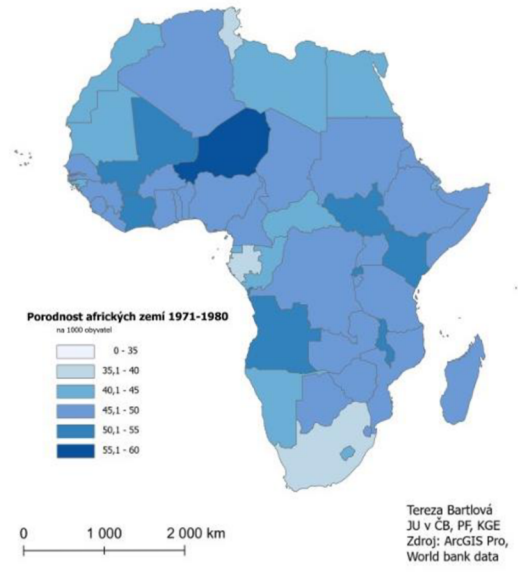 Porodnost afrických zemí 1971-1980
na 1000 obyvatel
0 - 35
35,1 - 40
40,1 - 45
45,1 - 50
50,1 - 55
55,1 - 60
0 1 000 2 000 km
Tereza Bartlová
JU v ČB, PF, KGE
Zdroj: ArcGIS Pro,
World bank data